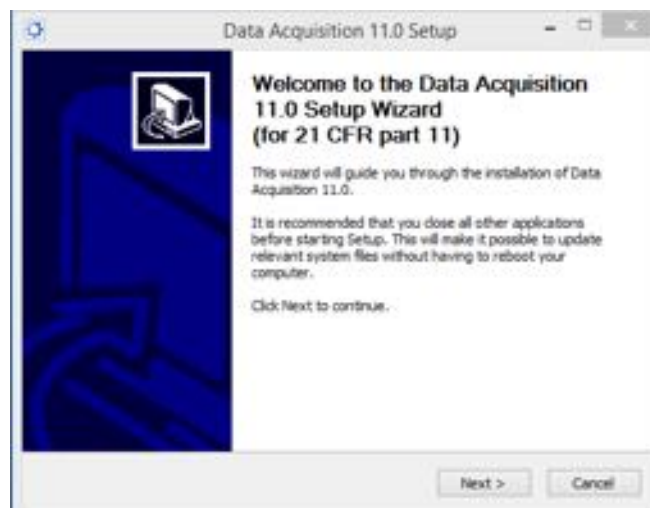 Data Acquisition 11.0 Setup
Welcome to the Data Acquisition
11.0 Setup Wizard
(for 21 CFR part 11)
This wizard will guide you through the installation of Data
Acquisition 11.0.
It is recommended that you close all other applications
before starting Setup. This will make it possible to update
relevant system files without having to reboot your
computer.
Click Next to continue.
Next >
Cancel